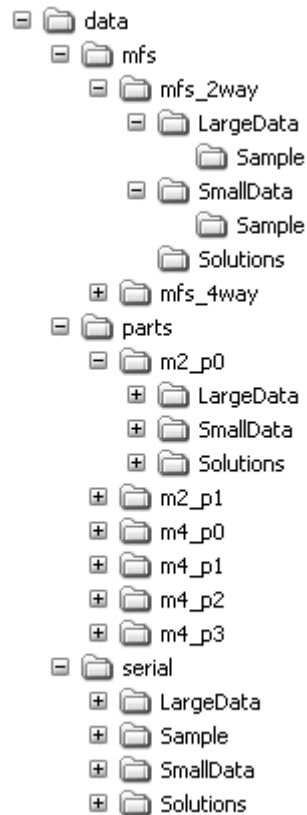 data
mfs
mfs_2way
LargeData
Sample
SmallData
Sample
Solutions
mfs_4way
parts
m2_p0
LargeData
SmallData
Solutions
m2_p1
m4_p0
m4_p1
m4_p2
m4_p3
serial
LargeData
Sample
SmallData
Solutions